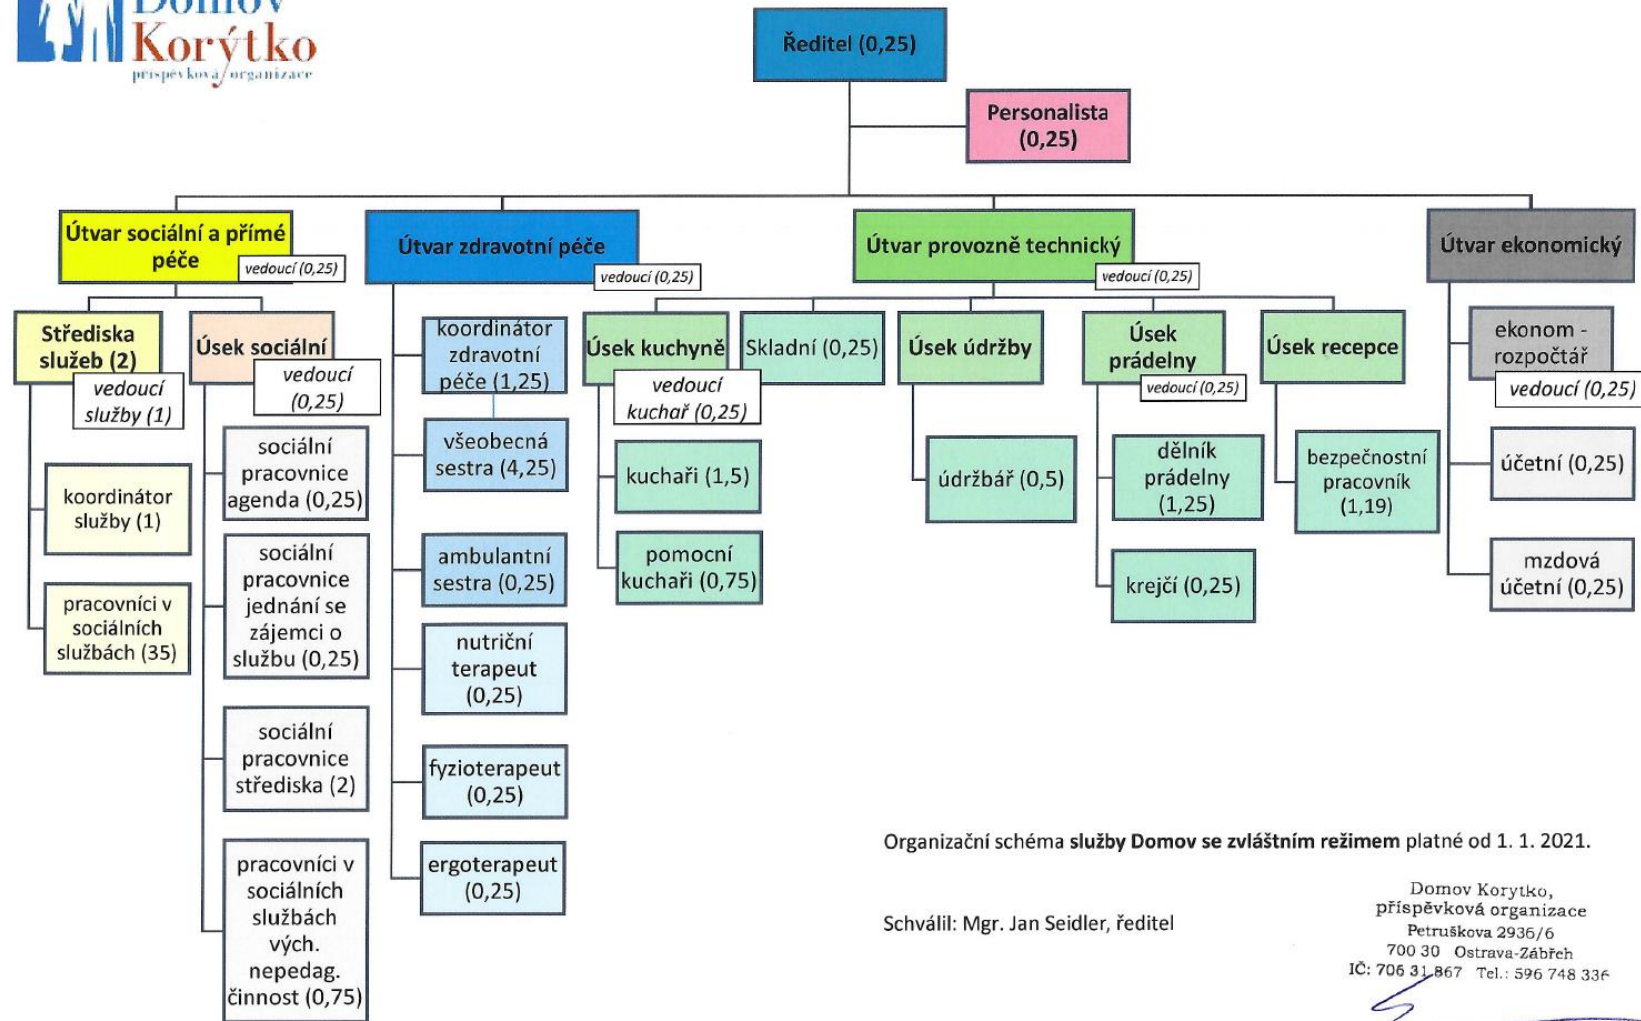 Domov
Korýtko
příspěvková organizace
Ředitel (0,25)
Personalista
(0,25)
Útvar sociální a přímé
péče
vedoucí (0,25)
Útvar zdravotní péče
vedoucí (0,25)
Útvar provozně technický
vedoucí (0,25)
Útvar ekonomický
Střediska
služeb (2)
vedoucí
služby (1)
koordinátor
služby (1)
pracovníci v
sociálních
službách (35)
Úsek sociální
vedoucí
(0,25)
sociální
pracovnice
agenda (0,25)
sociální
pracovnice
jednání se
zájemci o
službu (0,25)
sociální
pracovnice
střediska (2)
pracovníci v
sociálních
službách
vých.
nepedag.
činnost (0,75)
koordinátor
zdravotní
péče (1,25)
všeobecná
sestra (4,25)
ambulantní
sestra (0,25)
nutriční
terapeut
(0,25)
fyzioterapeut
(0,25)
ergoterapeut
(0,25)
Úsek kuchyně
vedoucí
kuchař (0,25)
kuchaři (1,5)
pomocní
kuchaři (0,75)
Skladní (0,25)
Úsek údržby
údržbář (0,5)
Úsek
prádelny
vedoucí (0,25)
dělník
prádelny
(1,25)
krejčí (0,25)
Úsek recepce
bezpečnostní
pracovník
(1,19)
ekonom -
rozpočtář
vedoucí (0,25)
účetní (0,25)
mzdová
účetní (0,25)
Organizační schéma služby Domov se zvláštním režimem platné od 1. 1. 2021.
Schválil: Mgr. Jan Seidler, ředitel
Domov Korytko,
příspěvková organizace
Petruškova 2936/6
700 30 Ostrava-Zábřeh
IČ: 706 31 867 Tel.: 596 748 336